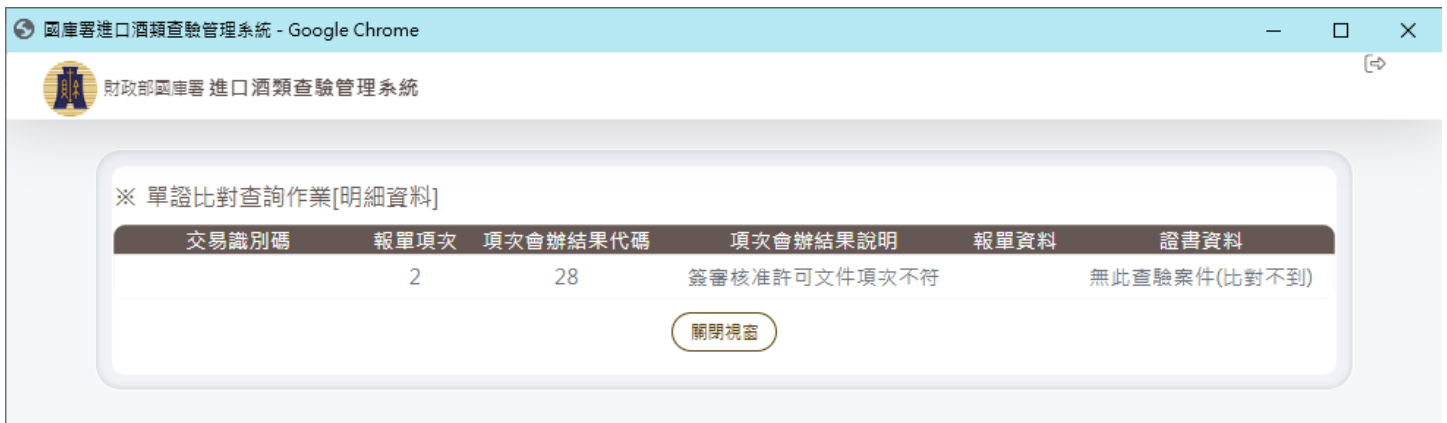 國庫署進口酒類查驗管理系統 - Google Chrome
財政部國庫署 進口酒類查驗管理系統
※ 單證比對查詢作業[明細資料]
交易識別碼 報單項次 項次會辦結果代碼 項次會辦結果說明 報單資料 證書資料
2 28 簽審核准許可文件項次不符 無此查驗案件(比對不到)
關閉視窗